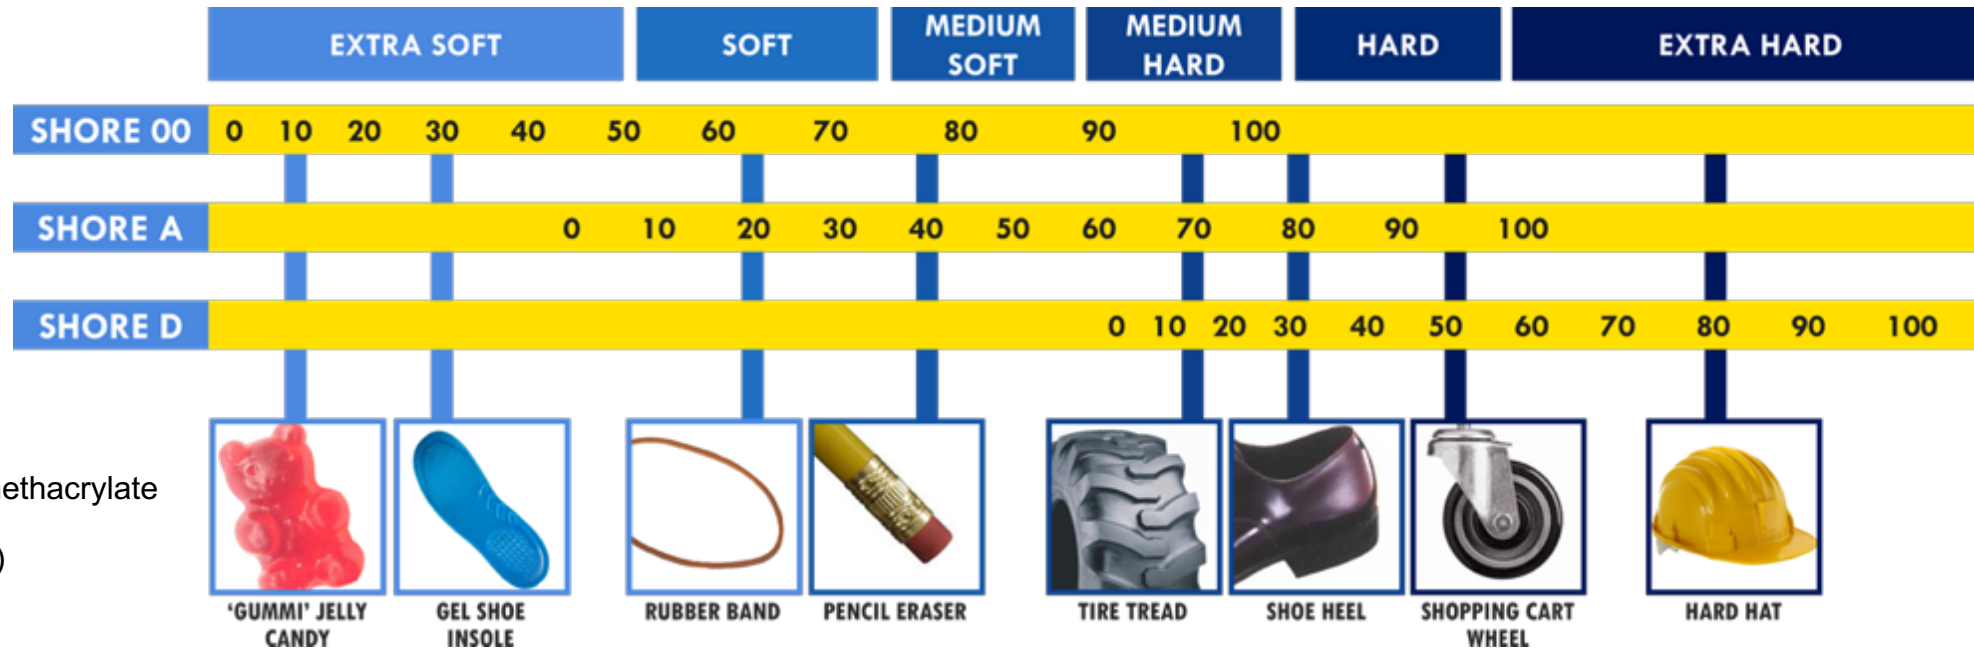 EXTRA SOFT
SOFT
MEDIUM
SOFT
MEDIUM
HARD
HARD
EXTRA HARD
SHORE 00 0 10 20 30 40 50 60 70 80 90 100
SHORE A 0 10 20 30 40 50 60 70 80 90 100
SHORE D 0 10 20 30 40 50 60 70 80 90 100
ethacrylate
)
‘GUMMI’ JELLY
CANDY
GEL SHOE
INSOLE
RUBBER BAND
PENCIL ERASER
TIRE TREAD
SHOE HEEL
SHOPPING CART
WHEEL
HARD HAT